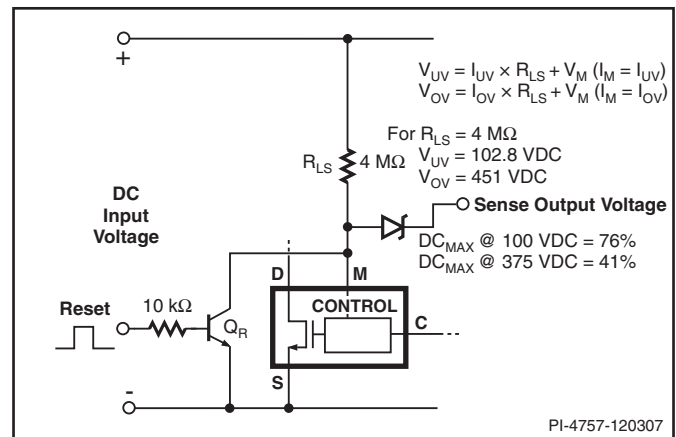 +
V_UV = I_UV × R_LS + V_M (I_M = I_UV)
V_OV = I_OV × R_LS + V_M (I_M = I_OV)
For R_LS = 4 MΩ
V_UV = 102.8 VDC
V_OV = 451 VDC
R_LS 4 MΩ
DC
Input
Voltage
Sense Output Voltage
DC_MAX @ 100 VDC = 76%
DC_MAX @ 375 VDC = 41%
D M
CONTROL
C
Reset 10 kΩ
Q_R
S
-
PI-4757-120307